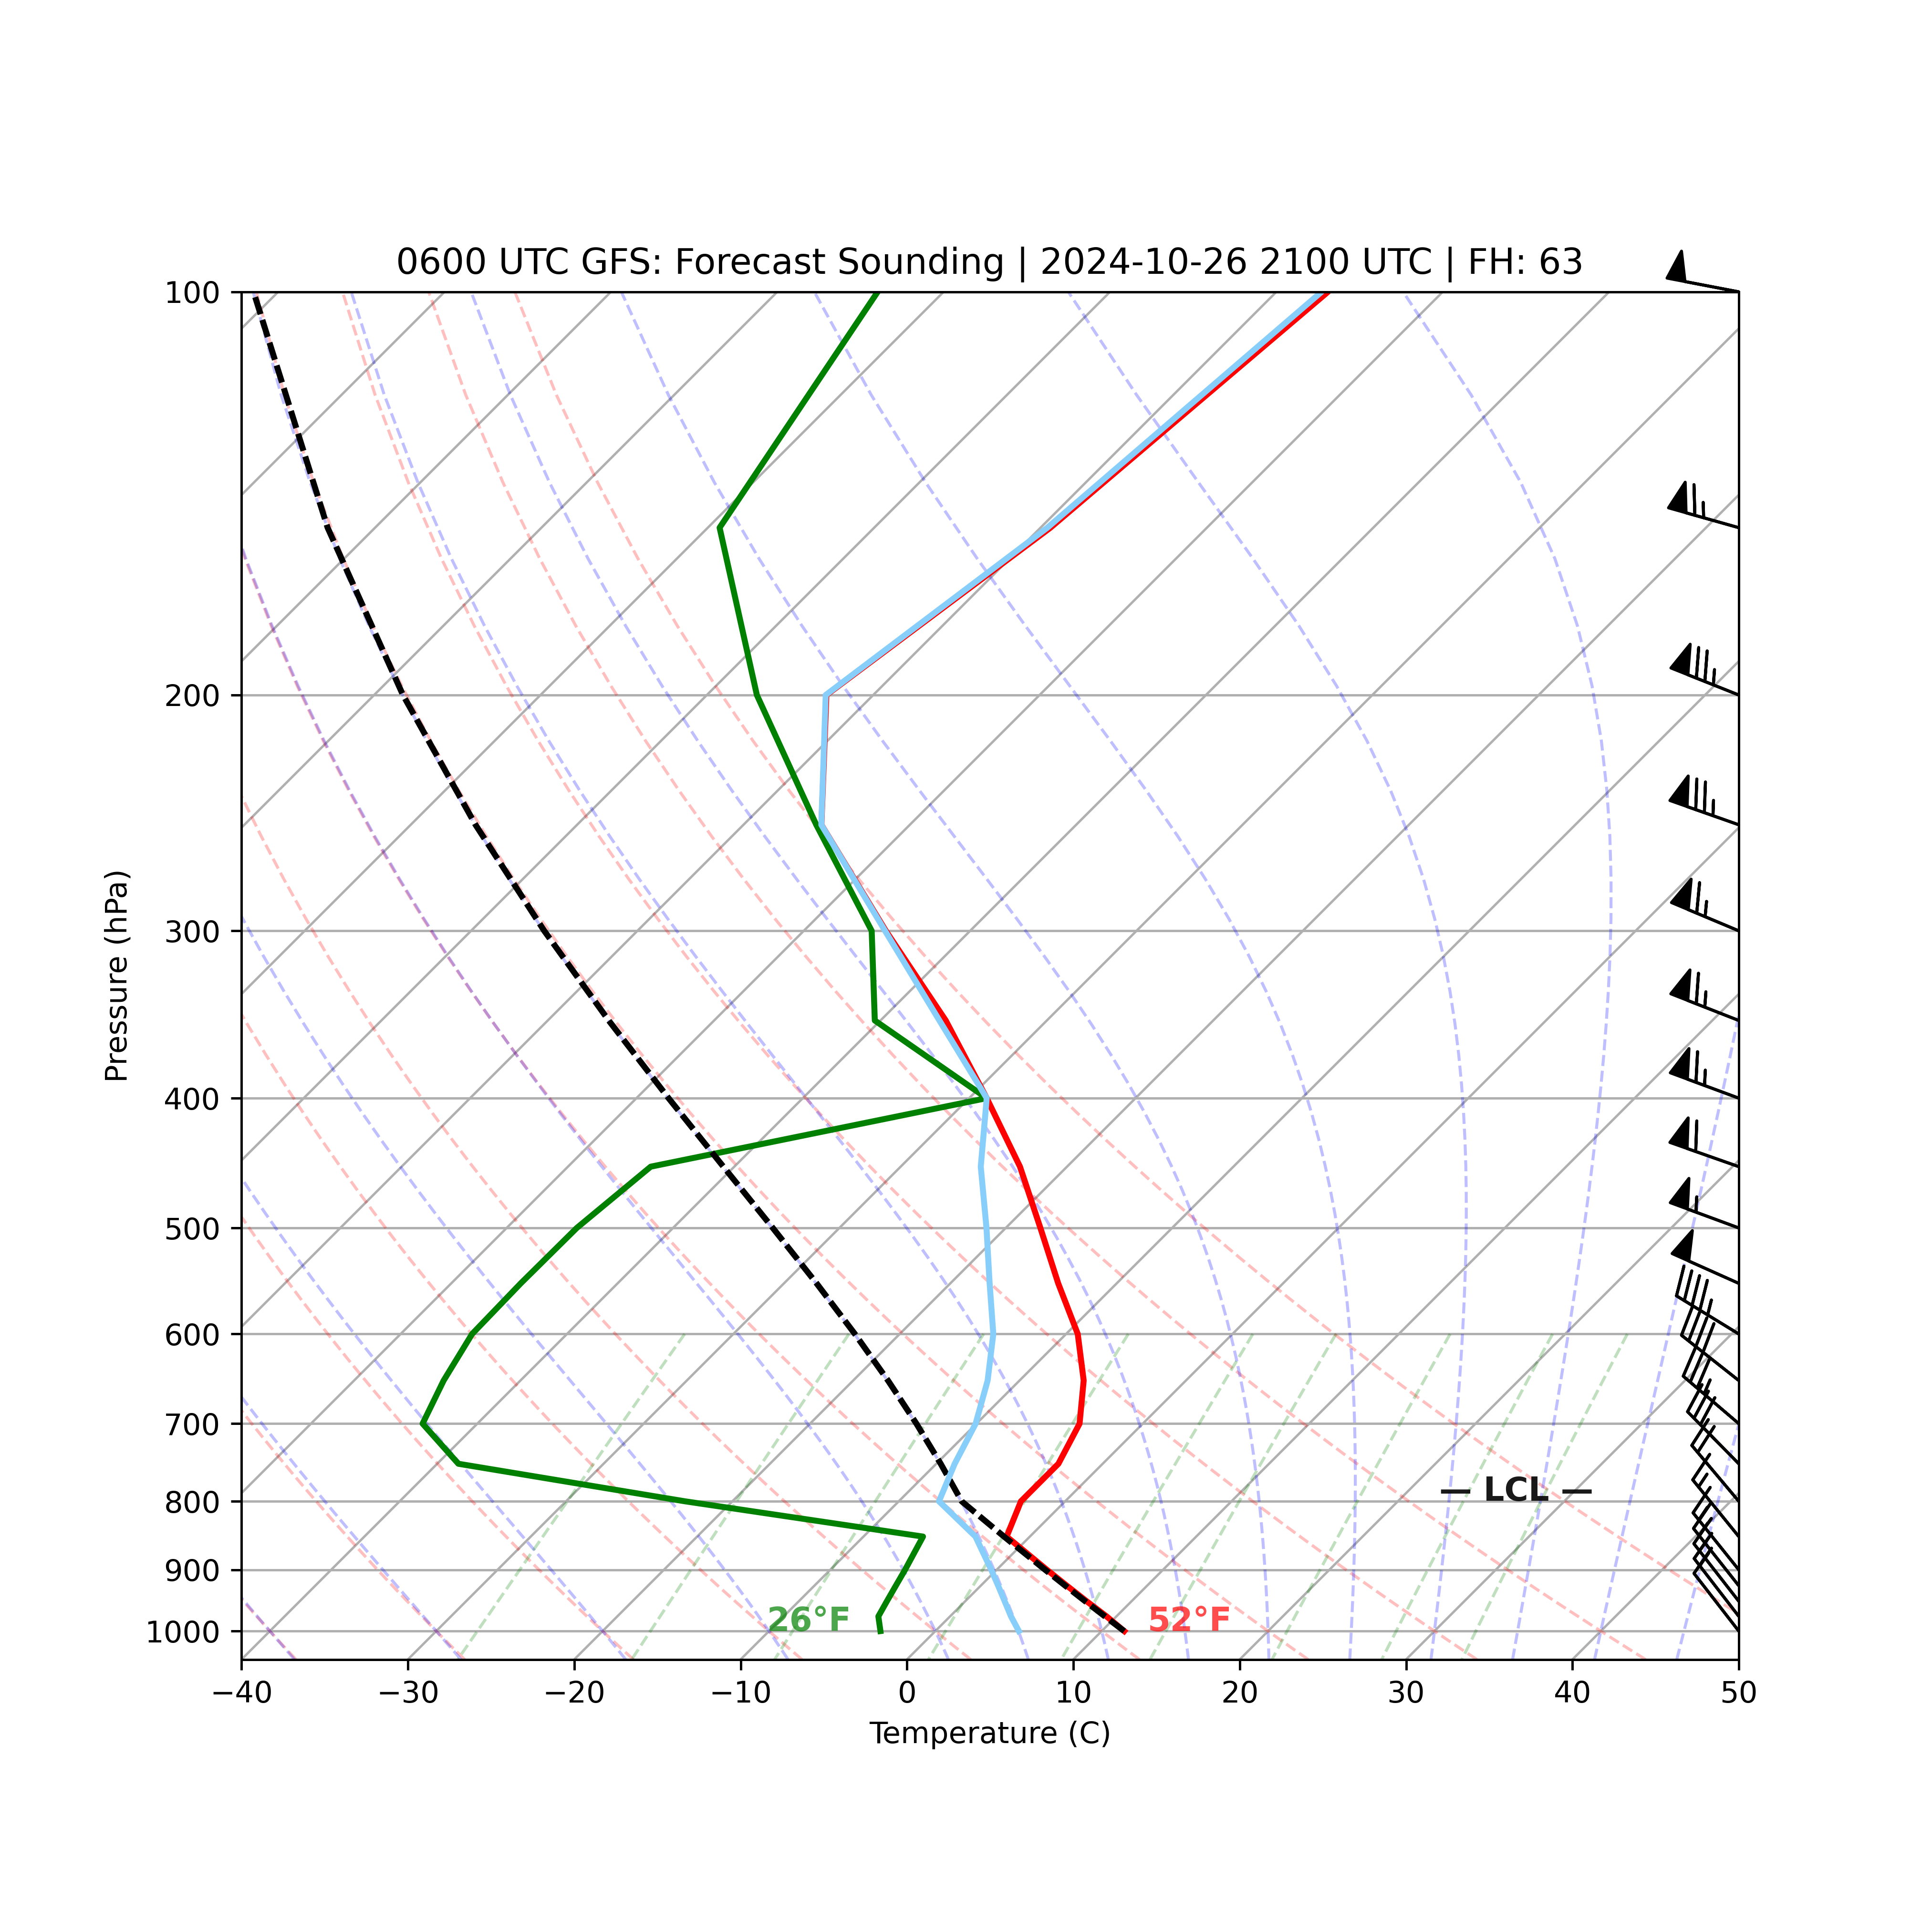 0600 UTC GFS: Forecast Sounding | 2024-10-26 2100 UTC | FH: 63
100
200
300
400
500
600
700
800
900
1000
Pressure (hPa)
— LCL —
26°F
52°F
−40 −30 −20 −10 0 10 20 30 40 50
Temperature (C)